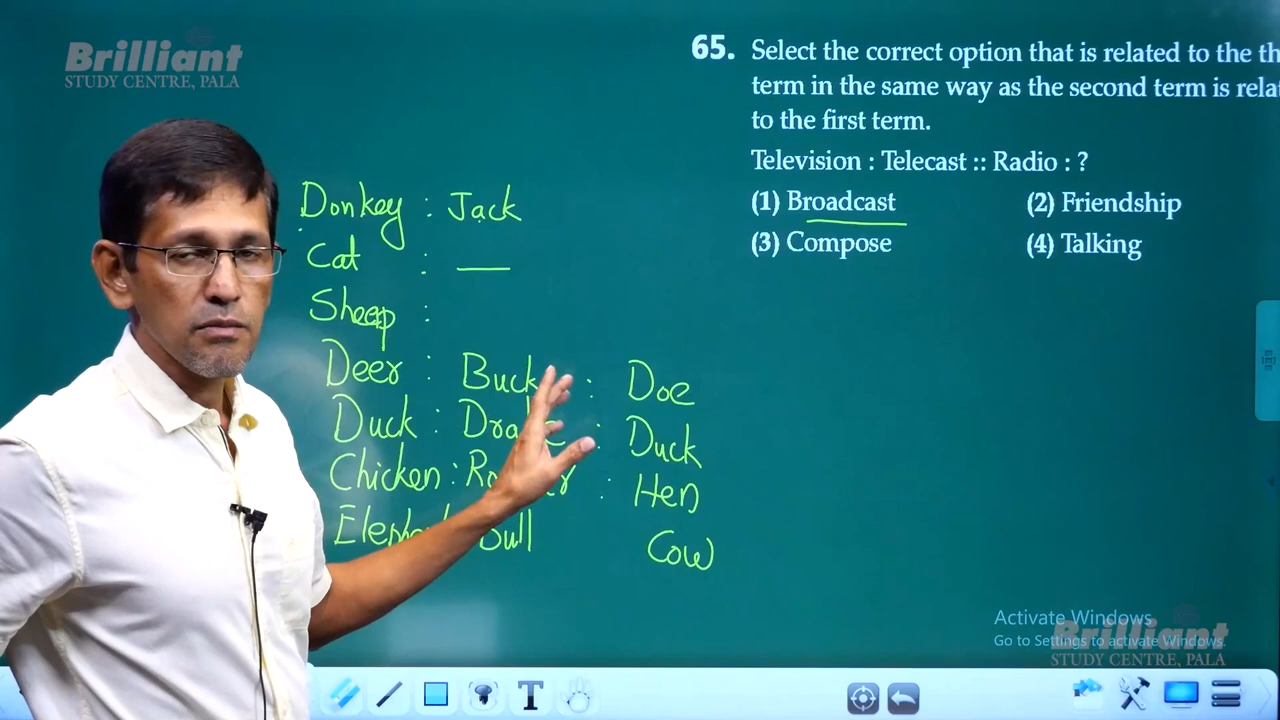 Brilliant
STUDY CENTRE, PALA
65. Select the correct option that is related to the th
term in the same way as the second term is rela
to the first term.
Television : Telecast :: Radio : ?
(1) Broadcast (2) Friendship
(3) Compose (4) Talking
Donkey : Jack
Cat : __
Sheep :
Deer : Buck : Doe
Duck : : Duck
Chicken : : Hen
Bull Cow
Activate Windows
Go to Settings to activate Windows.
Brilliant
STUDY CENTRE, PALA
T